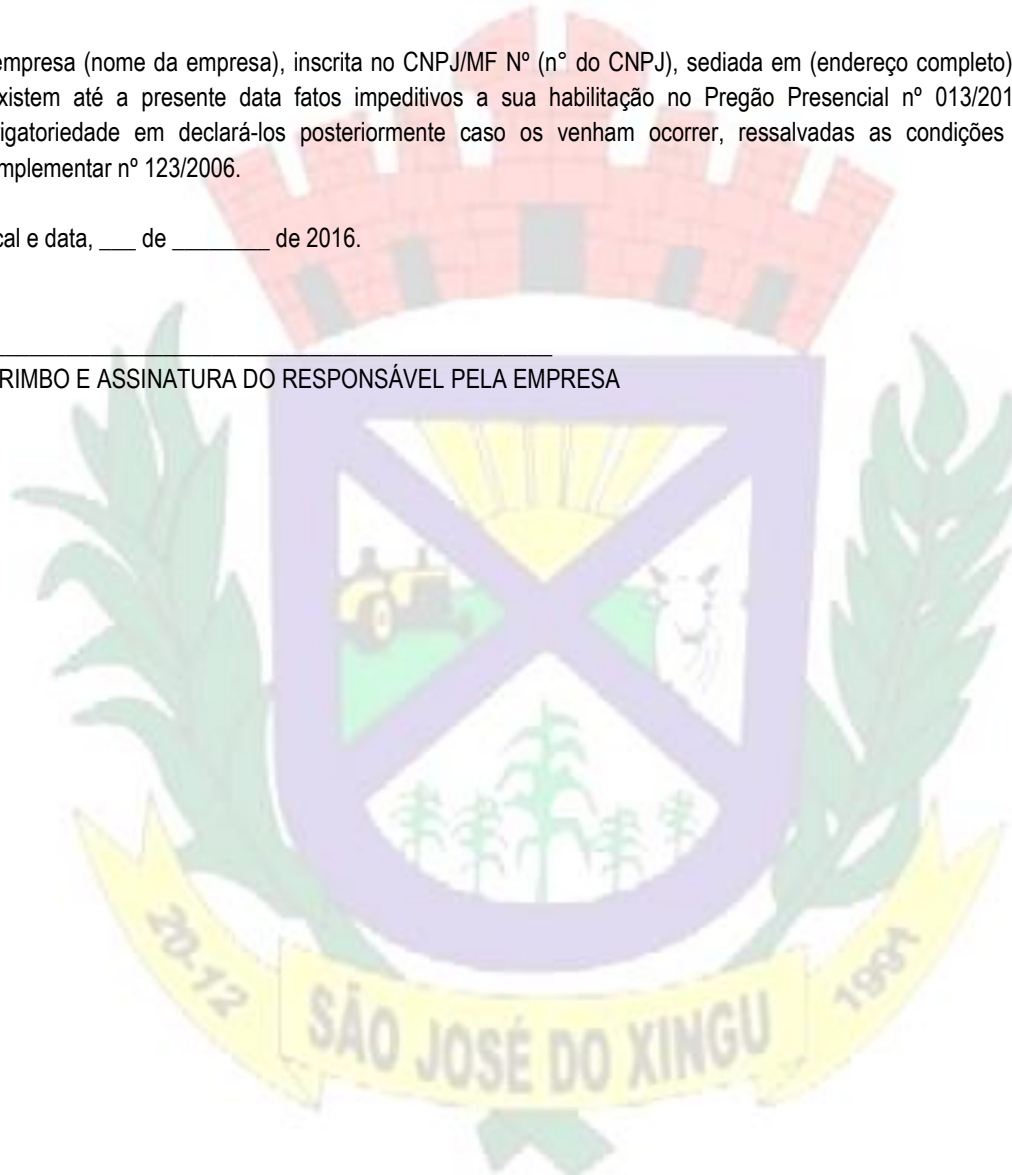 empresa (nome da empresa), inscrita no CNPJ/MF Nº (n° do CNPJ), sediada em (endereço completo)
xistem até a presente data fatos impeditivos a sua habilitação no Pregão Presencial nº 013/201
igatoriedade em declará-los posteriormente caso os venham ocorrer, ressalvadas as condições
mplementar nº 123/2006.
cal e data, ___ de ________ de 2016.
RIMBO E ASSINATURA DO RESPONSÁVEL PELA EMPRESA
20-12
SÃO JOSÉ DO XINGU
1991